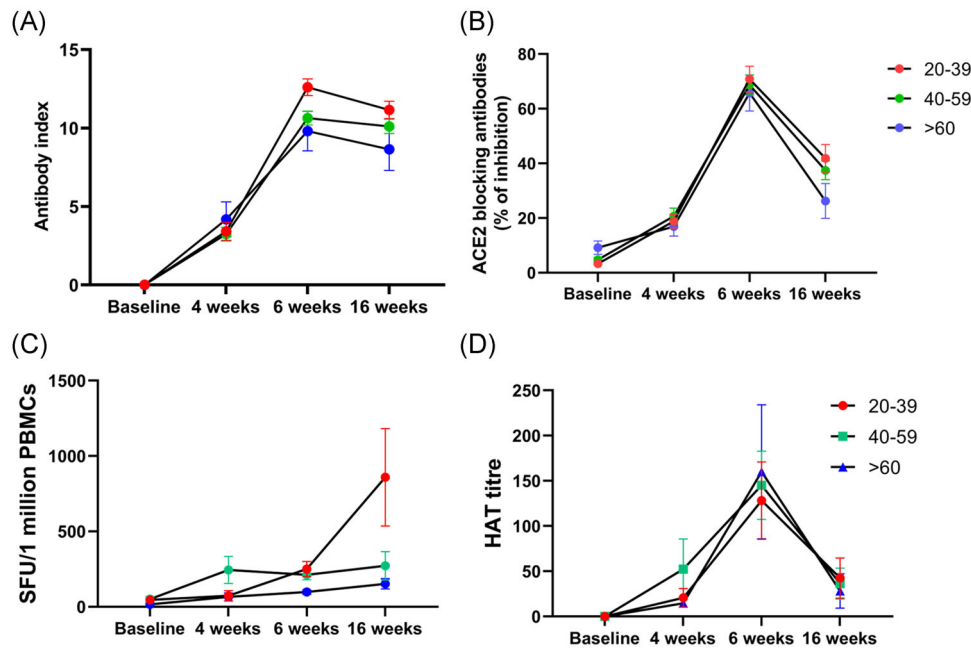 (A)
Antibody index
15
10
5
0
Baseline 4 weeks 6 weeks 16 weeks
(B)
ACE2 blocking antibodies
(% of inhibition)
80
60
40
20
0
Baseline 4 weeks 6 weeks 16 weeks
20-39
40-59
>60
(C)
SFU/1 million PBMCs
1500
1000
500
0
Baseline 4 weeks 6 weeks 16 weeks
(D)
HAT titre
250
200
150
100
50
0
Baseline 4 weeks 6 weeks 16 weeks
20-39
40-59
>60